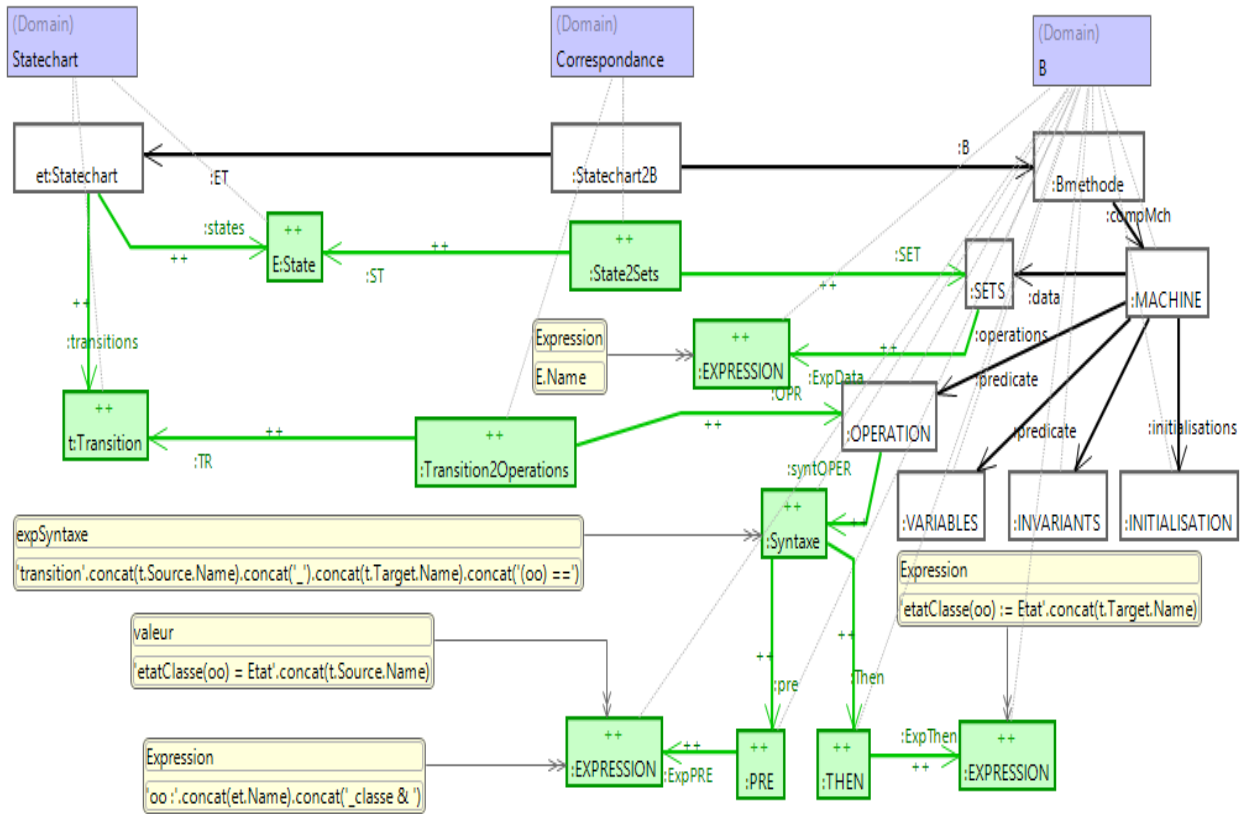 (Domain)
Statechart
(Domain)
Correspondance
(Domain)
B
et:Statechart
:ET
:Statechart2B
:B
:Bmethode
:compMch
:states
++
++
E:State
++
:ST
++
:State2Sets
:SET
++
:SETS
:data
:MACHINE
++
:transitions
Expression
E.Name
++
:EXPRESSION
++
:ExpData
:operations
:predicate
:predicate
:initialisations
++
t:Transition
++
:TR
++
:Transition2Operations
:OPR
++
:OPERATION
:syntOPER
++
++
:Syntaxe
:VARIABLES
:INVARIANTS
:INITIALISATION
expSyntaxe
'transition'.concat(t.Source.Name).concat('_').concat(t.Target.Name).concat('(oo) ==')
Expression
'etatClasse(oo) := Etat'.concat(t.Target.Name)
valeur
'etatClasse(oo) = Etat'.concat(t.Source.Name)
++
:pre
++
:Then
Expression
'oo :'.concat(et.Name).concat('_classe & ')
++
:EXPRESSION
++
:ExpPRE
++
:PRE
++
:THEN
:ExpThen
++
++
:EXPRESSION